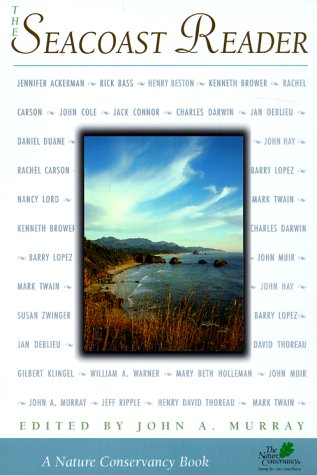 THE
SEACOAST READER
JENNIFER ACKERMAN ❧ RICK BASS ❧ HENRY BESTON ❧ KENNETH BROWER ❧ RACHEL
CARSON ❧ JOHN COLE ❧ JACK CONNOR ❧ CHARLES DARWIN ❧ JAN DEBLIEU ❧
DANIEL DUANE ❧ JOHN HAY ❧
RACHEL CARSON ❧ BARRY LOPEZ ❧
NANCY LORD ❧ MARK TWAIN ❧
KENNETH BROWER CHARLES DARWIN
❧ BARRY LOPEZ ❧ JOHN MUIR ❧
MARK TWAIN ❧ JOHN HAY ❧
SUSAN ZWINGER BARRY LOPEZ ❧
JAN DEBLIEU ❧ DAVID THOREAU ❧
GILBERT KLINGEL ❧ WILLIAM A. WARNER ❧ MARY BETH HOLLEMAN ❧ JOHN MUIR
❧ JOHN A. MURRAY ❧ JEFF RIPPLE ❧ HENRY DAVID THOREAU ❧ MARK TWAIN ❧
EDITED BY JOHN A. MURRAY
A Nature Conservancy Book
The
Nature
Conservancy